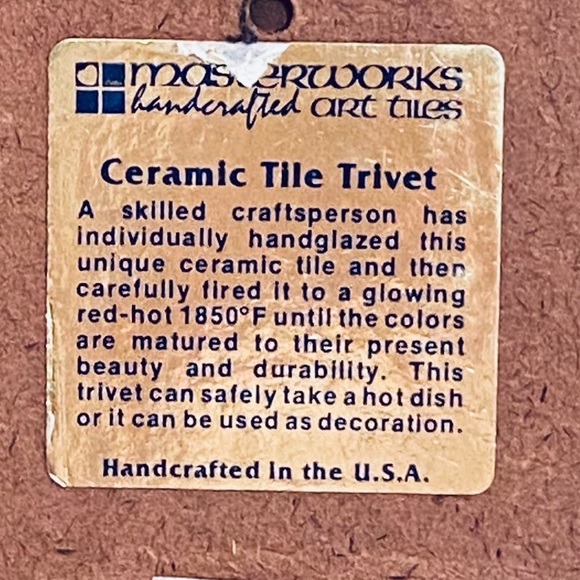 masterworks
handcrafted art tiles
Ceramic Tile Trivet
A skilled craftsperson has
individually handglazed this
unique ceramic tile and then
carefully fired it to a glowing
red-hot 1850°F until the colors
are matured to their present
beauty and durability. This
trivet can safely take a hot dish
or it can be used as decoration.
Handcrafted in the U.S.A.